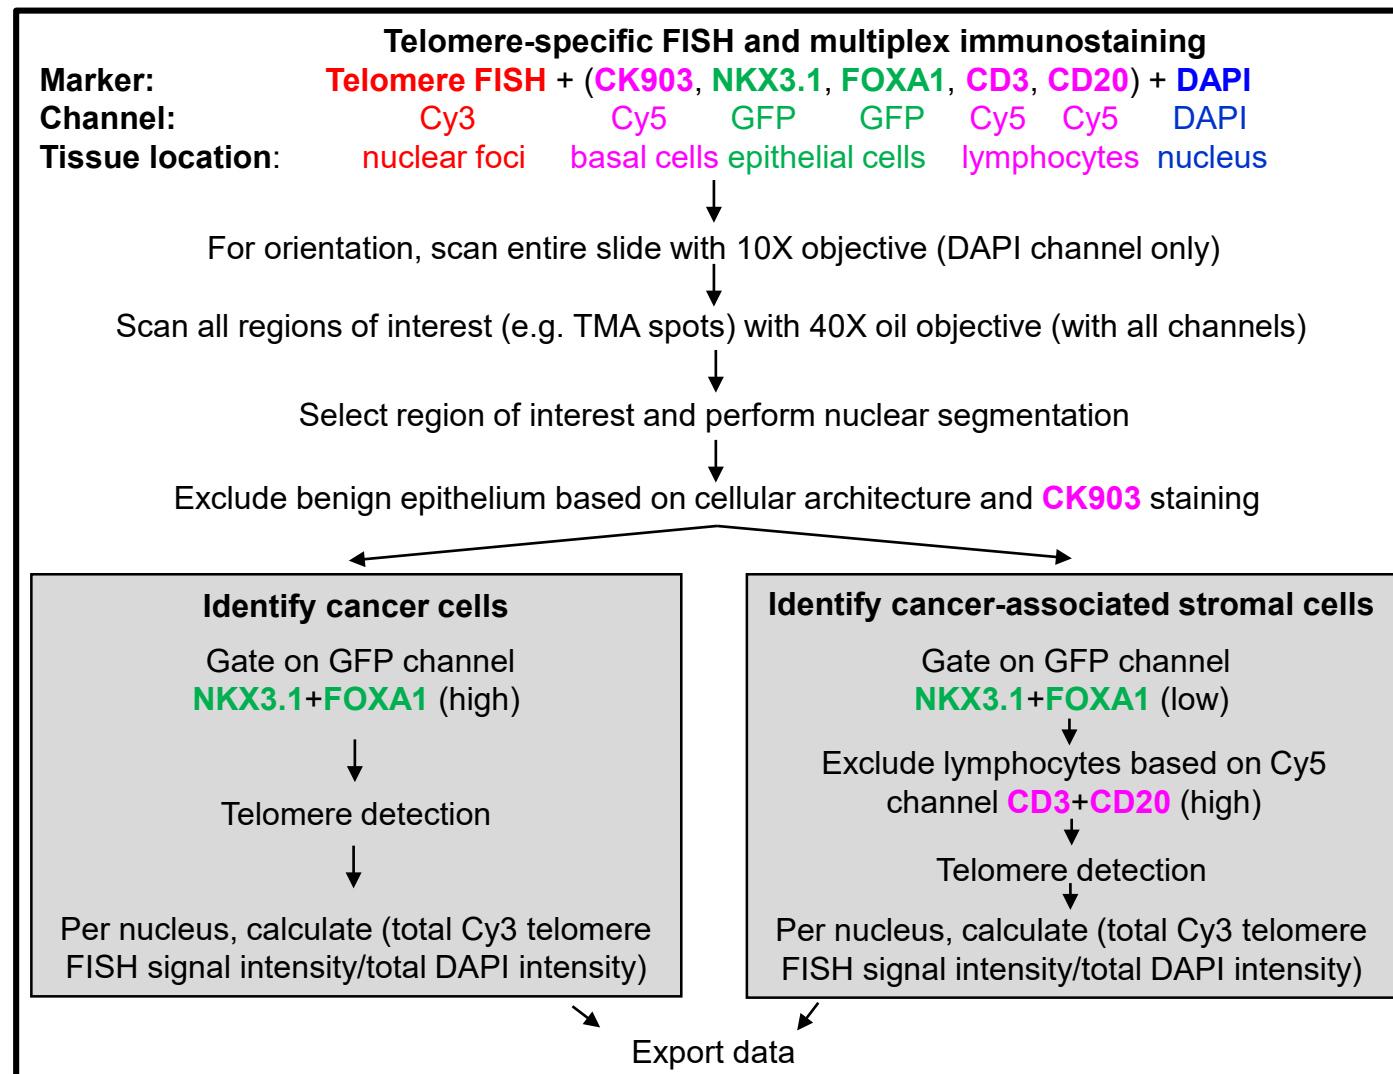 Telomere-specific FISH and multiplex immunostaining
Marker: Telomere FISH + (CK903, NKX3.1, FOXA1, CD3, CD20) + DAPI
Channel: Cy3 Cy5 GFP GFP Cy5 Cy5 DAPI
Tissue location: nuclear foci basal cells epithelial cells lymphocytes nucleus
For orientation, scan entire slide with 10X objective (DAPI channel only)
Scan all regions of interest (e.g. TMA spots) with 40X oil objective (with all channels)
Select region of interest and perform nuclear segmentation
Exclude benign epithelium based on cellular architecture and CK903 staining
Identify cancer cells
Gate on GFP channel
NKX3.1+FOXA1 (high)
Telomere detection
Per nucleus, calculate (total Cy3 telomere
FISH signal intensity/total DAPI intensity)
Identify cancer-associated stromal cells
Gate on GFP channel
NKX3.1+FOXA1 (low)
Exclude lymphocytes based on Cy5
channel CD3+CD20 (high)
Telomere detection
Per nucleus, calculate (total Cy3 telomere
FISH signal intensity/total DAPI intensity)
Export data